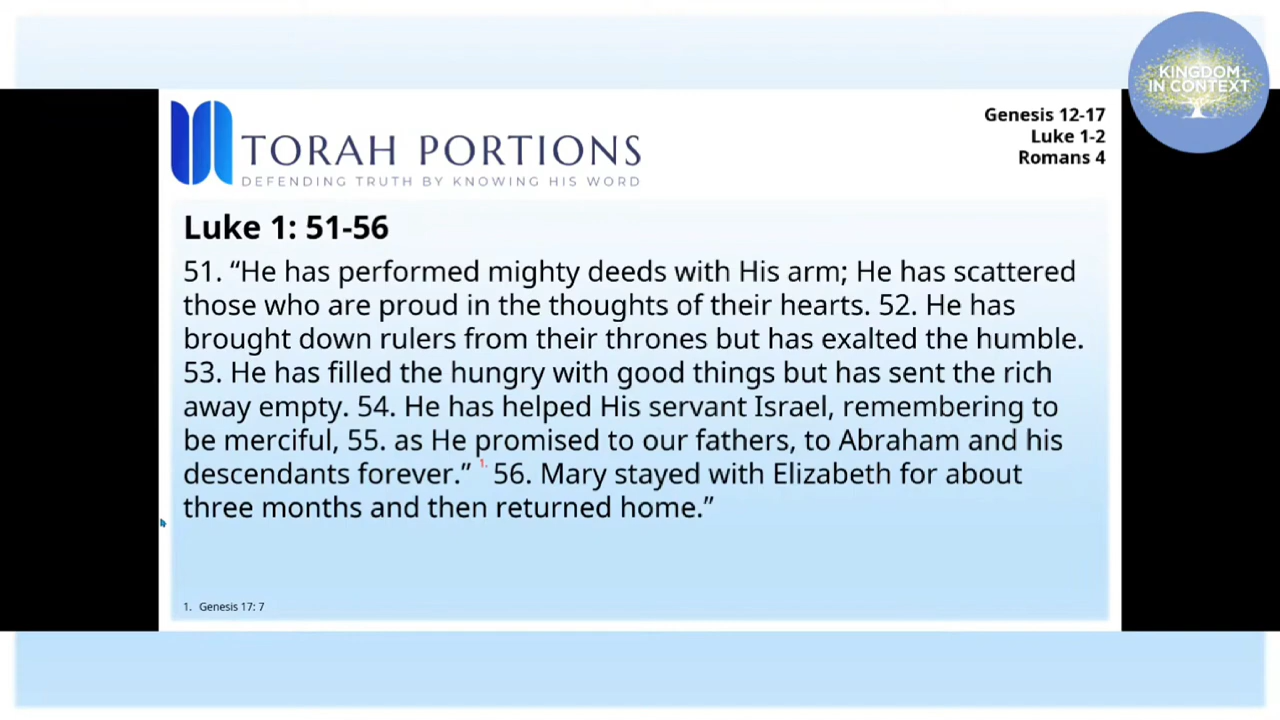 KINGDOM
IN CONTEXT
TORAH PORTIONS
DEFENDING TRUTH BY KNOWING HIS WORD
Genesis 12-17
Luke 1-2
Romans 4
Luke 1: 51-56
51. “He has performed mighty deeds with His arm; He has scattered
those who are proud in the thoughts of their hearts. 52. He has
brought down rulers from their thrones but has exalted the humble.
53. He has filled the hungry with good things but has sent the rich
away empty. 54. He has helped His servant Israel, remembering to
be merciful, 55. as He promised to our fathers, to Abraham and his
descendants forever.” 1. 56. Mary stayed with Elizabeth for about
three months and then returned home.”
1. Genesis 17: 7